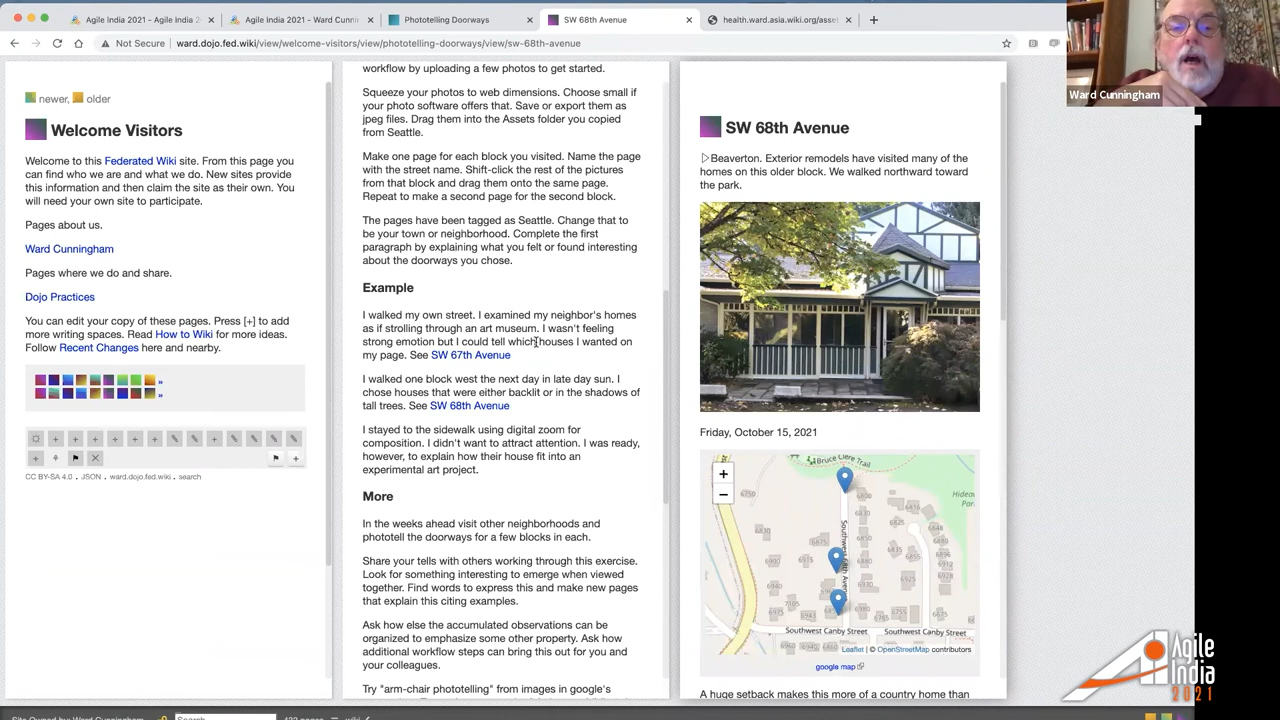 Agile India 2021 - Agile India 2
Agile India 2021 - Ward Cunnin
Phototelling Doorways
SW 68th Avenue
health.ward.asia.wiki.org/asse
Not Secure
ward.dojo.fed.wiki/view/welcome-visitors/view/phototelling-doorways/view/sw-68th-avenue
Ward Cunningham
newer, older
Welcome Visitors
Welcome to this Federated Wiki site. From this page you
can find who we are and what we do. New sites provide
this information and then claim the site as their own. You
will need your own site to participate.
Pages about us.
Ward Cunningham
Pages where we do and share.
Dojo Practices
You can edit your copy of these pages. Press [+] to add
more writing spaces. Read How to Wiki for more ideas.
Follow Recent Changes here and nearby.
CC BY-SA 4.0 . JSON . ward.dojo.fed.wiki . search
workflow by uploading a few photos to get started.
Squeeze your photos to web dimensions. Choose small if
your photo software offers that. Save or export them as
jpeg files. Drag them into the Assets folder you copied
from Seattle.
Make one page for each block you visited. Name the page
with the street name. Shift-click the rest of the pictures
from that block and drag them onto the same page.
Repeat to make a second page for the second block.
The pages have been tagged as Seattle. Change that to
be your town or neighborhood. Complete the first
paragraph by explaining what you felt or found interesting
about the doorways you chose.
Example
I walked my own street. I examined my neighbor's homes
as if strolling through an art museum. I wasn't feeling
strong emotion but I could tell which houses I wanted on
my page. See SW 67th Avenue
I walked one block west the next day in late day sun. I
chose houses that were either backlit or in the shadows of
tall trees. See SW 68th Avenue
I stayed to the sidewalk using digital zoom for
composition. I didn't want to attract attention. I was ready,
however, to explain how their house fit into an
experimental art project.
More
In the weeks ahead visit other neighborhoods and
phototell the doorways for a few blocks in each.
Share your tells with others working through this exercise.
Look for something interesting to emerge when viewed
together. Find words to express this and make new pages
that explain this citing examples.
Ask how else the accumulated observations can be
organized to emphasize some other property. Ask how
additional workflow steps can bring this out for you and
your colleagues.
Try "arm-chair phototelling" from images in google's
SW 68th Avenue
Beaverton. Exterior remodels have visited many of the
homes on this older block. We walked northward toward
the park.
Friday, October 15, 2021
+
−
Bruce Clere Trail
Southwest 68th Ave
Southwest Canby Street
Southwest Canby Street
Leaflet | © OpenStreetMap contributors
google map
A huge setback makes this more of a country home than
Site Owned by: Ward Cunningham
Search
Agile
India
2021